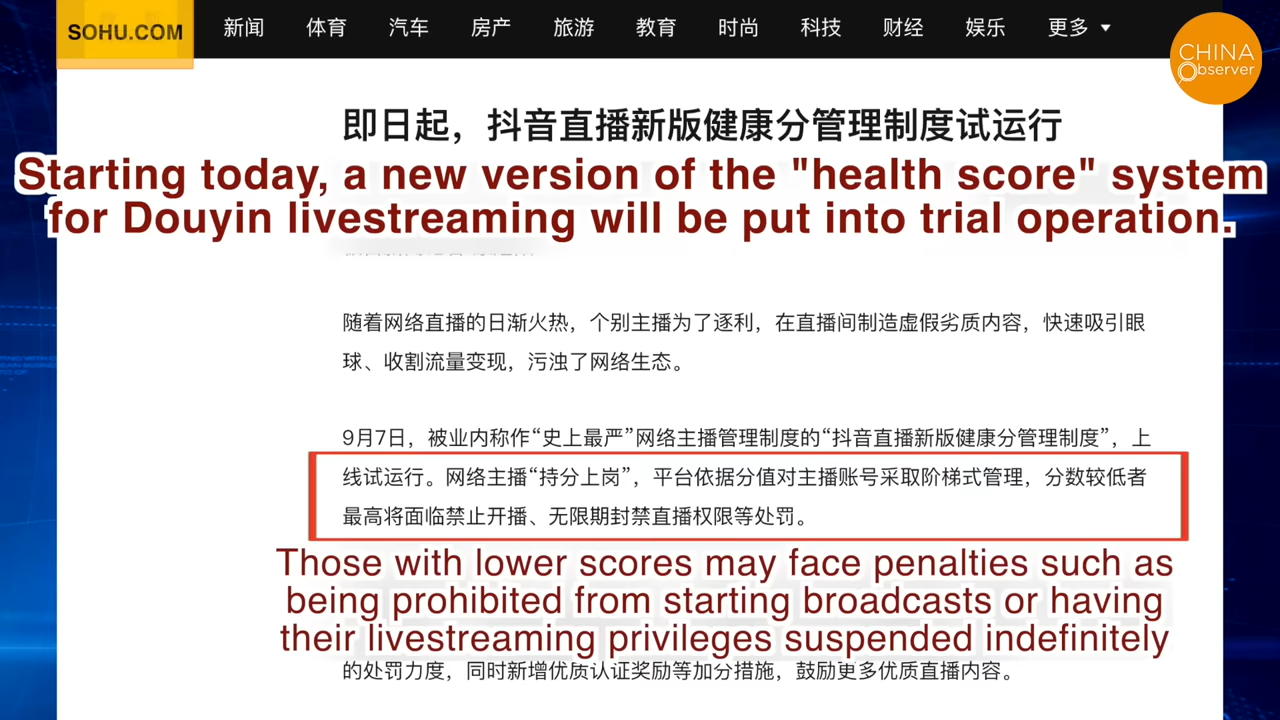 SOHU.COM 新闻 体育 汽车 房产 旅游 教育 时尚 科技 财经 娱乐 更多
CHINA
Observer
即日起，抖音直播新版健康分管理制度试运行
Starting today, a new version of the "health score" system
for Douyin livestreaming will be put into trial operation.
随着网络直播的日渐火热，个别主播为了逐利，在直播间制造虚假劣质内容，快速吸引眼
球、收割流量变现，污浊了网络生态。
9月7日，被业内称作“史上最严”网络主播管理制度的“抖音直播新版健康分管理制度”，上
线试运行。网络主播“持分上岗”，平台依据分值对主播账号采取阶梯式管理，分数较低者
最高将面临禁止开播、无限期封禁直播权限等处罚。
Those with lower scores may face penalties such as
being prohibited from starting broadcasts or having
their livestreaming privileges suspended indefinitely
的处罚力度，同时新增优质认证奖励等加分措施，鼓励更多优质直播内容。